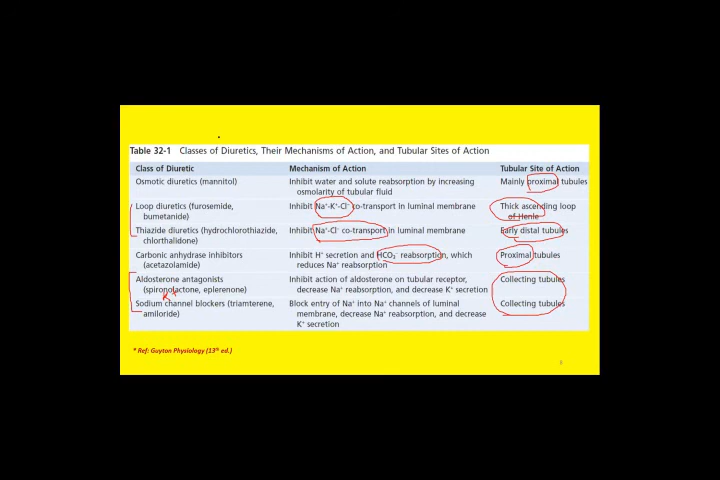 Table 32-1 Classes of Diuretics, Their Mechanisms of Action, and Tubular Sites of Action
Class of Diuretic Mechanism of Action Tubular Site of Action
Osmotic diuretics (mannitol) Inhibit water and solute reabsorption by increasing Mainly proximal tubules
osmolarity of tubular fluid
Loop diuretics (furosemide, Inhibit Na⁺-K⁺-Cl⁻ co-transport in luminal membrane Thick ascending loop
bumetanide) of Henle
Thiazide diuretics (hydrochlorothiazide, Inhibit Na⁺-Cl⁻ co-transport in luminal membrane Early distal tubules
chlorthalidone)
Carbonic anhydrase inhibitors Inhibit H⁺ secretion and HCO₃⁻ reabsorption, which Proximal tubules
(acetazolamide) reduces Na⁺ reabsorption
Aldosterone antagonists Inhibit action of aldosterone on tubular receptor, Collecting tubules
(spironolactone, eplerenone) decrease Na⁺ reabsorption, and decrease K⁺ secretion
K⁺
Sodium channel blockers (triamterene, Block entry of Na⁺ into Na⁺ channels of luminal Collecting tubules
amiloride) membrane, decrease Na⁺ reabsorption, and decrease
K⁺ secretion
* Ref: Guyton Physiology (13th ed.)